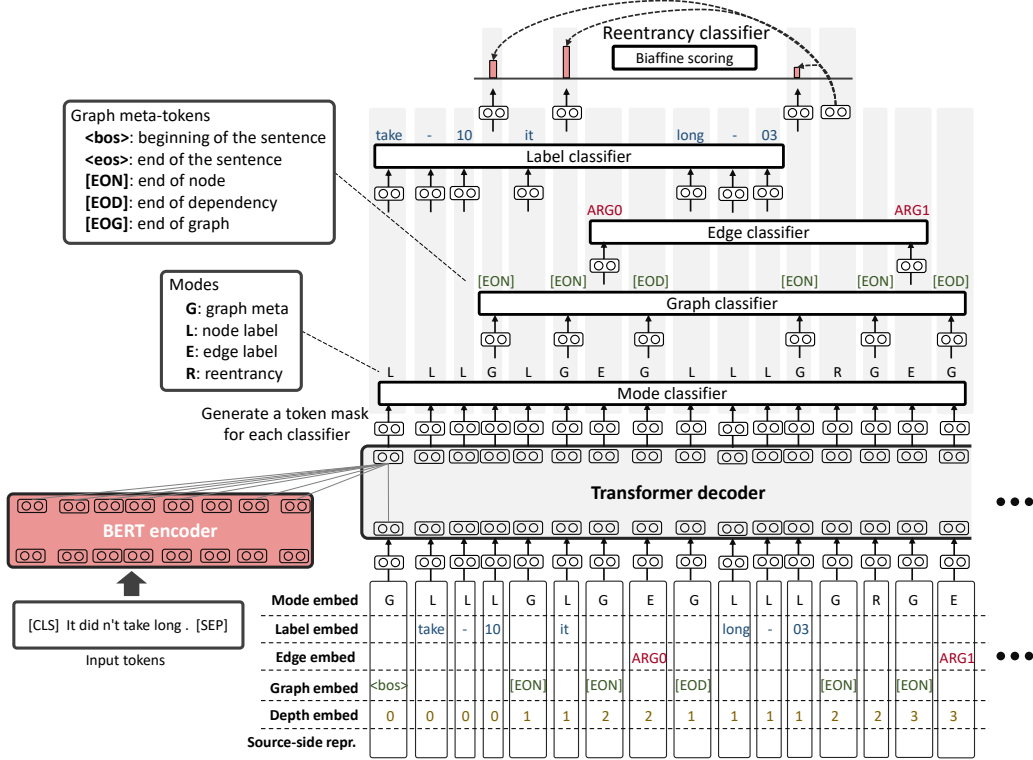 Reentrancy classifier
Biaffine scoring
Graph meta-tokens
<bos>: beginning of the sentence
<eos>: end of the sentence
[EON]: end of node
[EOD]: end of dependency
[EOG]: end of graph
take - 10 it long - 03
Label classifier
ARG0 ARG1
Edge classifier
[EON] [EON] [EOD] [EON] [EON] [EOD]
Graph classifier
Modes
G: graph meta
L: node label
E: edge label
R: reentrancy
L L L G L G E G L L L G R G E G
Mode classifier
Generate a token mask
for each classifier
Transformer decoder
BERT encoder
[CLS] It did n't take long . [SEP]
Input tokens
Mode embed G L L L G L G E G L L L G R G E
Label embed take - 10 it long - 03
Edge embed ARG0 ARG1
Graph embed <bos> [EON] [EON] [EOD] [EON] [EON]
Depth embed 0 0 0 0 1 1 2 2 1 1 1 1 2 2 3 3
Source-side repr.